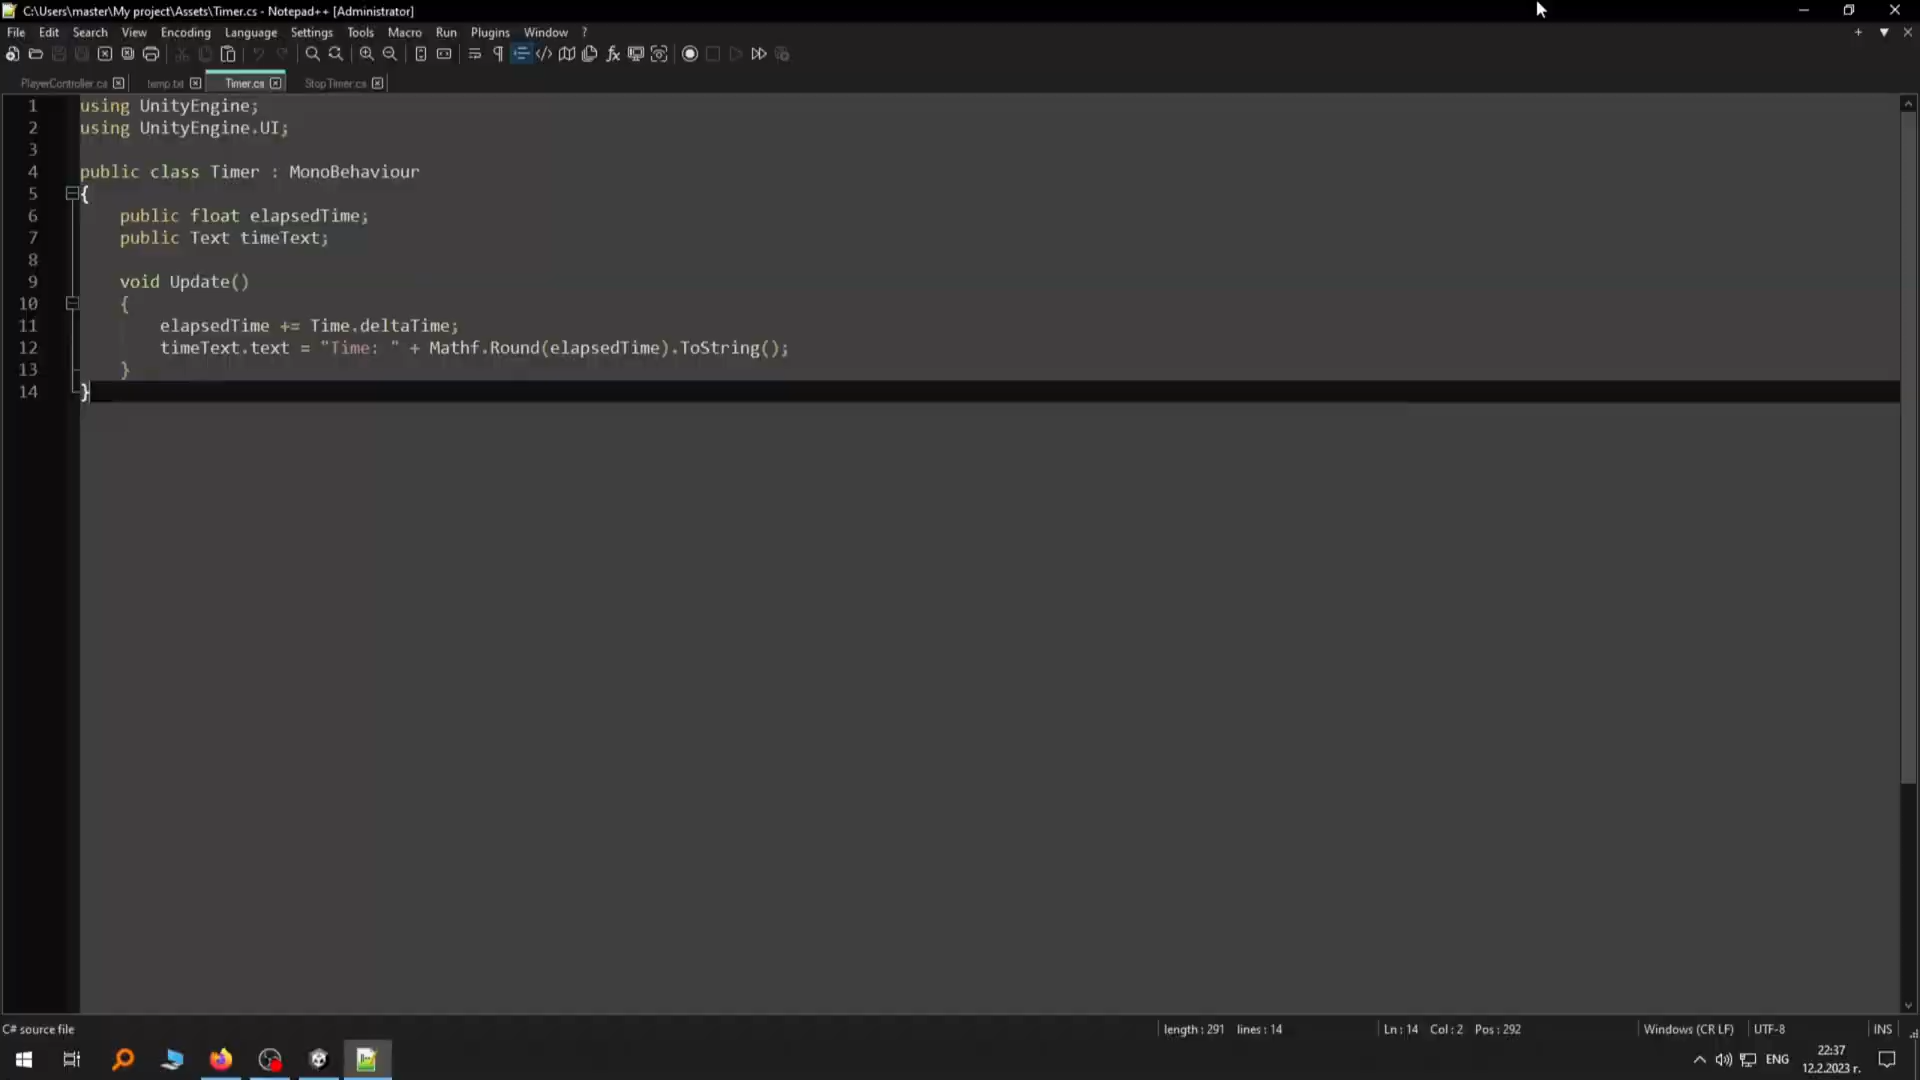 C:\Users\master\My project\Assets\Timer.cs - Notepad++ [Administrator]
File Edit Search View Encoding Language Settings Tools Macro Run Plugins Window ?
PlayerController.cs temp.txt Timer.cs StopTimer.cs
1 using UnityEngine;
2 using UnityEngine.UI;
3
4 public class Timer : MonoBehaviour
5 {
6 public float elapsedTime;
7 public Text timeText;
8
9 void Update()
10 {
11 elapsedTime += Time.deltaTime;
12 timeText.text = "Time: " + Mathf.Round(elapsedTime).ToString();
13 }
14 }
C# source file length : 291 lines : 14 Ln : 14 Col : 2 Pos : 292 Windows (CR LF) UTF-8 INS
ENG
22:37
12.2.2023 г.